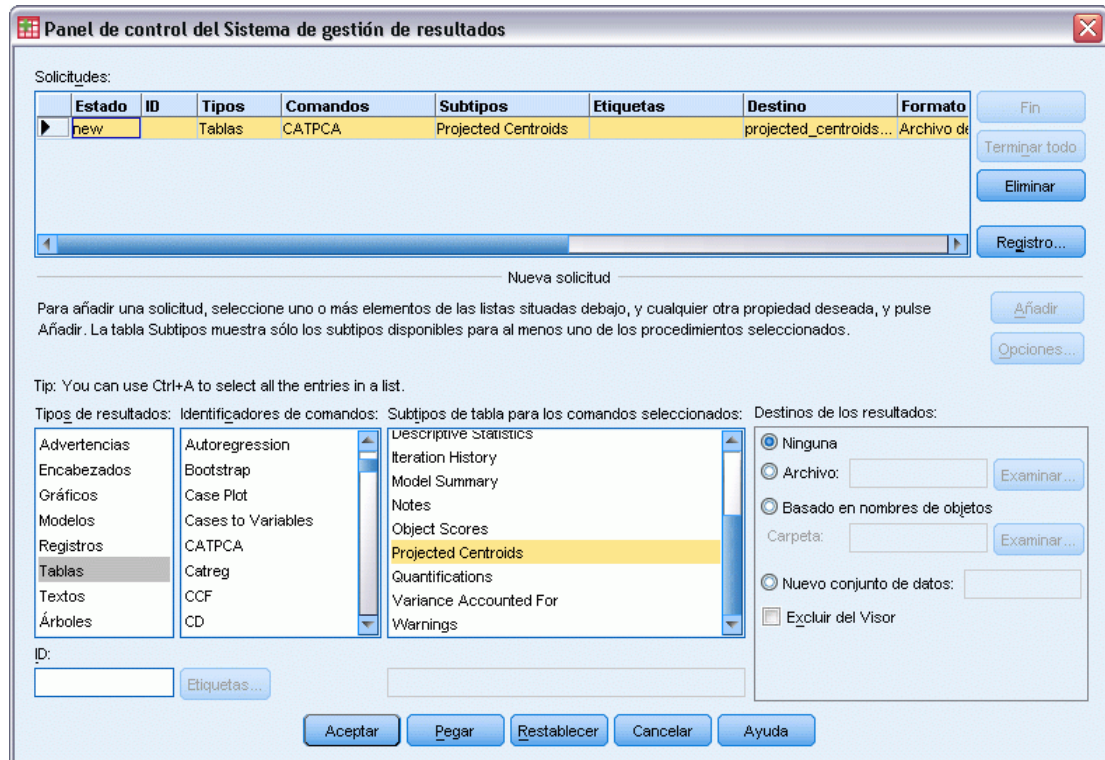 Panel de control del Sistema de gestión de resultados
Solicitudes:
Estado ID Tipos Comandos Subtipos Etiquetas Destino Formato
new Tablas CATPCA Projected Centroids projected_centroids... Archivo de
Fin
Terminar todo
Eliminar
Registro...
Nueva solicitud
Para añadir una solicitud, seleccione uno o más elementos de las listas situadas debajo, y cualquier otra propiedad deseada, y pulse
Añadir. La tabla Subtipos muestra sólo los subtipos disponibles para al menos uno de los procedimientos seleccionados.
Añadir
Opciones...
Tip: You can use Ctrl+A to select all the entries in a list.
Tipos de resultados:
Advertencias
Encabezados
Gráficos
Modelos
Registros
Tablas
Textos
Árboles
Identificadores de comandos:
Autoregression
Bootstrap
Case Plot
Cases to Variables
CATPCA
Catreg
CCF
CD
Subtipos de tabla para los comandos seleccionados:
Descriptive Statistics
Iteration History
Model Summary
Notes
Object Scores
Projected Centroids
Quantifications
Variance Accounted For
Warnings
Destinos de los resultados:
Ninguna
Archivo: Examinar...
Basado en nombres de objetos
Carpeta: Examinar...
Nuevo conjunto de datos:
Excluir del Visor
ID:
Etiquetas...
Aceptar Pegar Restablecer Cancelar Ayuda